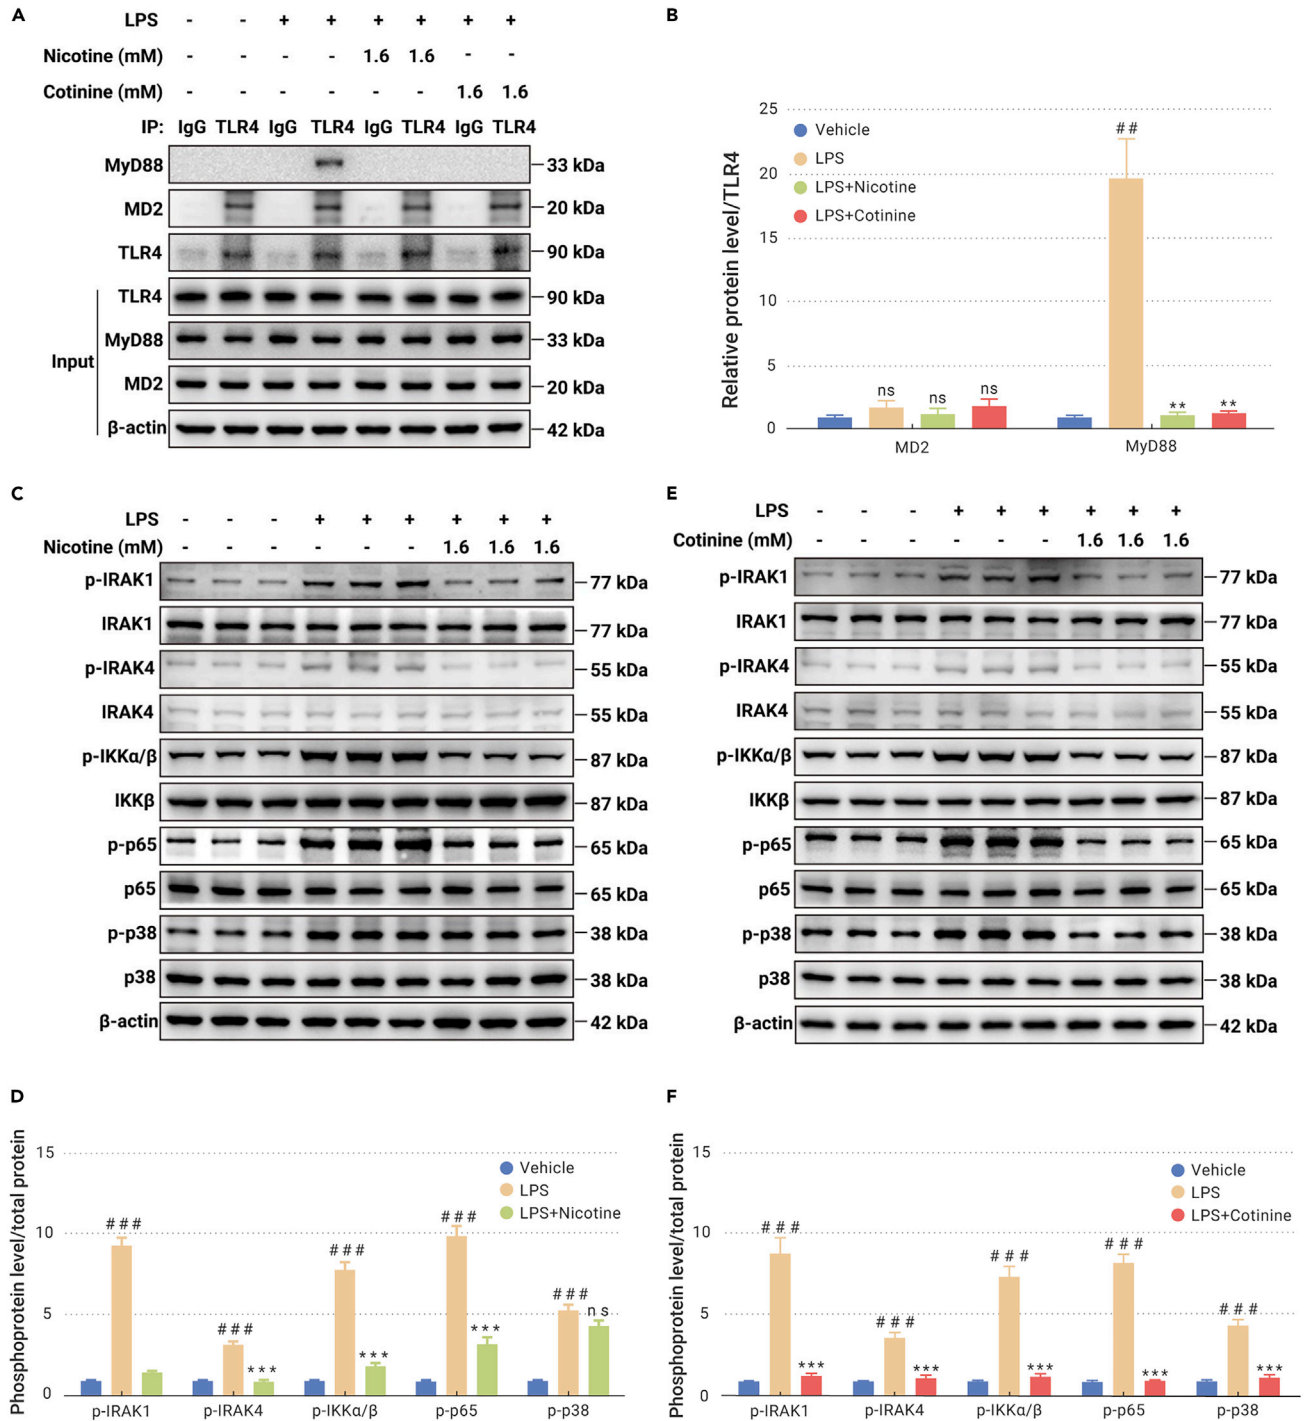 A
LPS - - + + + + + +
Nicotine (mM) - - - - 1.6 1.6 - -
Cotinine (mM) - - - - - - 1.6 1.6
IP: IgG TLR4 IgG TLR4 IgG TLR4 IgG TLR4
MyD88 33 kDa
MD2 20 kDa
TLR4 90 kDa
Input
TLR4 90 kDa
MyD88 33 kDa
MD2 20 kDa
β-actin 42 kDa
B
Relative protein level/TLR4
25
20
15
10
5
0
Vehicle
LPS
LPS+Nicotine
LPS+Cotinine
ns ns ns
## ** **
MD2 MyD88
C
LPS - - - + + + + + +
Nicotine (mM) - - - - - - 1.6 1.6 1.6
p-IRAK1 77 kDa
IRAK1 77 kDa
p-IRAK4 55 kDa
IRAK4 55 kDa
p-IKKα/β 87 kDa
IKKβ 87 kDa
p-p65 65 kDa
p65 65 kDa
p-p38 38 kDa
p38 38 kDa
β-actin 42 kDa
E
LPS - - - + + + + + +
Cotinine (mM) - - - - - - 1.6 1.6 1.6
p-IRAK1 77 kDa
IRAK1 77 kDa
p-IRAK4 55 kDa
IRAK4 55 kDa
p-IKKα/β 87 kDa
IKKβ 87 kDa
p-p65 65 kDa
p65 65 kDa
p-p38 38 kDa
p38 38 kDa
β-actin 42 kDa
D
Phosphoprotein level/total protein
15
10
5
0
Vehicle
LPS
LPS+Nicotine
###
### ***
### ***
### ***
### ns
p-IRAK1 p-IRAK4 p-IKKα/β p-p65 p-p38
F
Phosphoprotein level/total protein
15
10
5
0
Vehicle
LPS
LPS+Cotinine
### ***
### ***
### ***
### ***
### ***
p-IRAK1 p-IRAK4 p-IKKα/β p-p65 p-p38